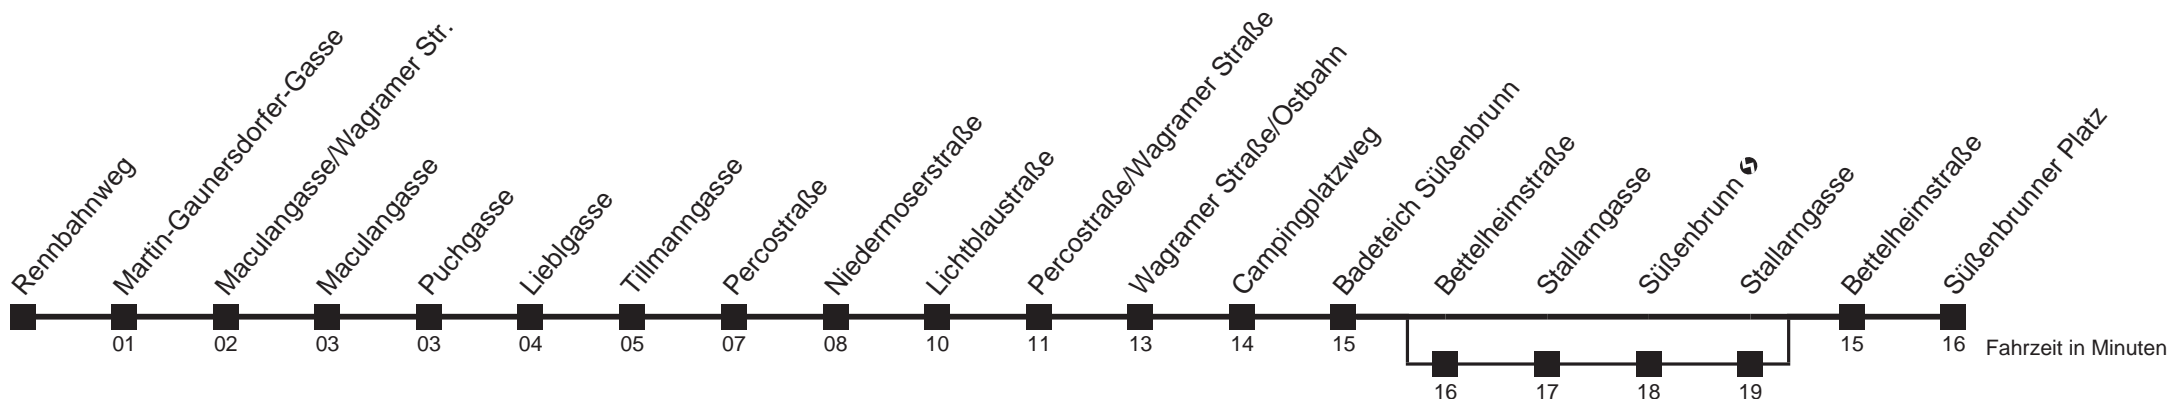 Rennbahnweg
Martin-Gaunersdorfer-Gasse
Maculangasse/Wagramer Str.
Maculangasse
Puchgasse
Lieblgasse
Tillmanngasse
Percostraße
Niedermoserstraße
Lichtblaustraße
Percostraße/Wagramer Straße
Wagramer Straße/Ostbahn
Campingplatzweg
Badeteich Süßenbrunn
Bettelheimstraße
Stallarngasse
Süßenbrunn
Stallarngasse
Bettelheimstraße
Süßenbrunner Platz
01 02 03 03 04 05 07 08 10 11 13 14 15 15 16 Fahrzeit in Minuten
16 17 18 19